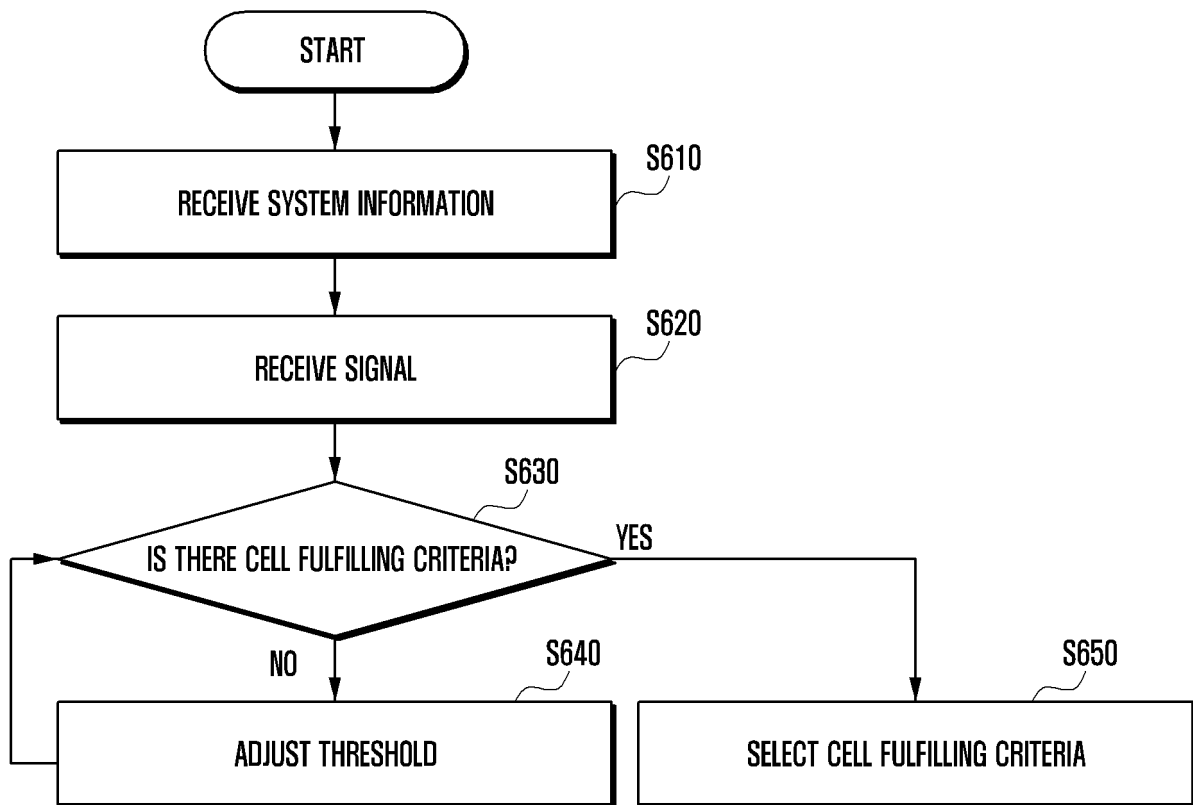 START
S610
RECEIVE SYSTEM INFORMATION
S620
RECEIVE SIGNAL
S630
IS THERE CELL FULFILLING CRITERIA?
YES
NO
S640
ADJUST THRESHOLD
S650
SELECT CELL FULFILLING CRITERIA